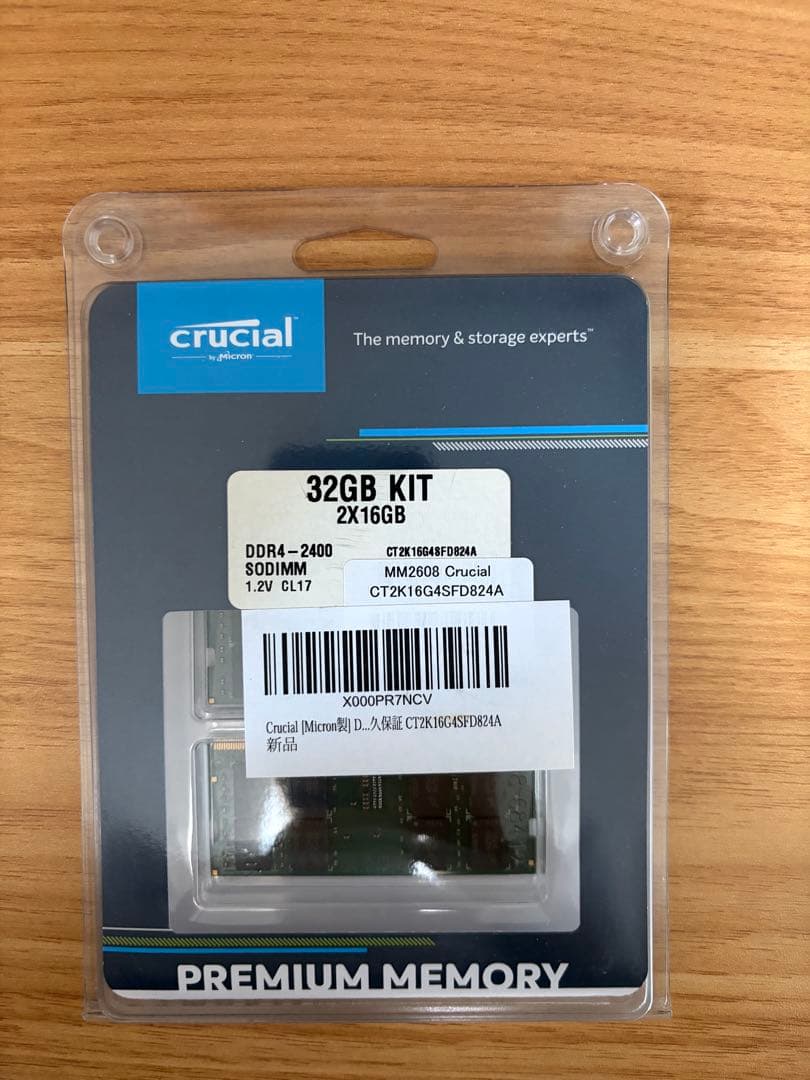 crucial
by Micron
The memory & storage experts™
32GB KIT
2X16GB
DDR4-2400
CT2K16G4SFD824A
SODIMM
1.2V CL17
MM2608 Crucial
CT2K16G4SFD824A
X000PR7NCV
Crucial [Micron製] D...久保証 CT2K16G4SFD824A
新品
PREMIUM MEMORY